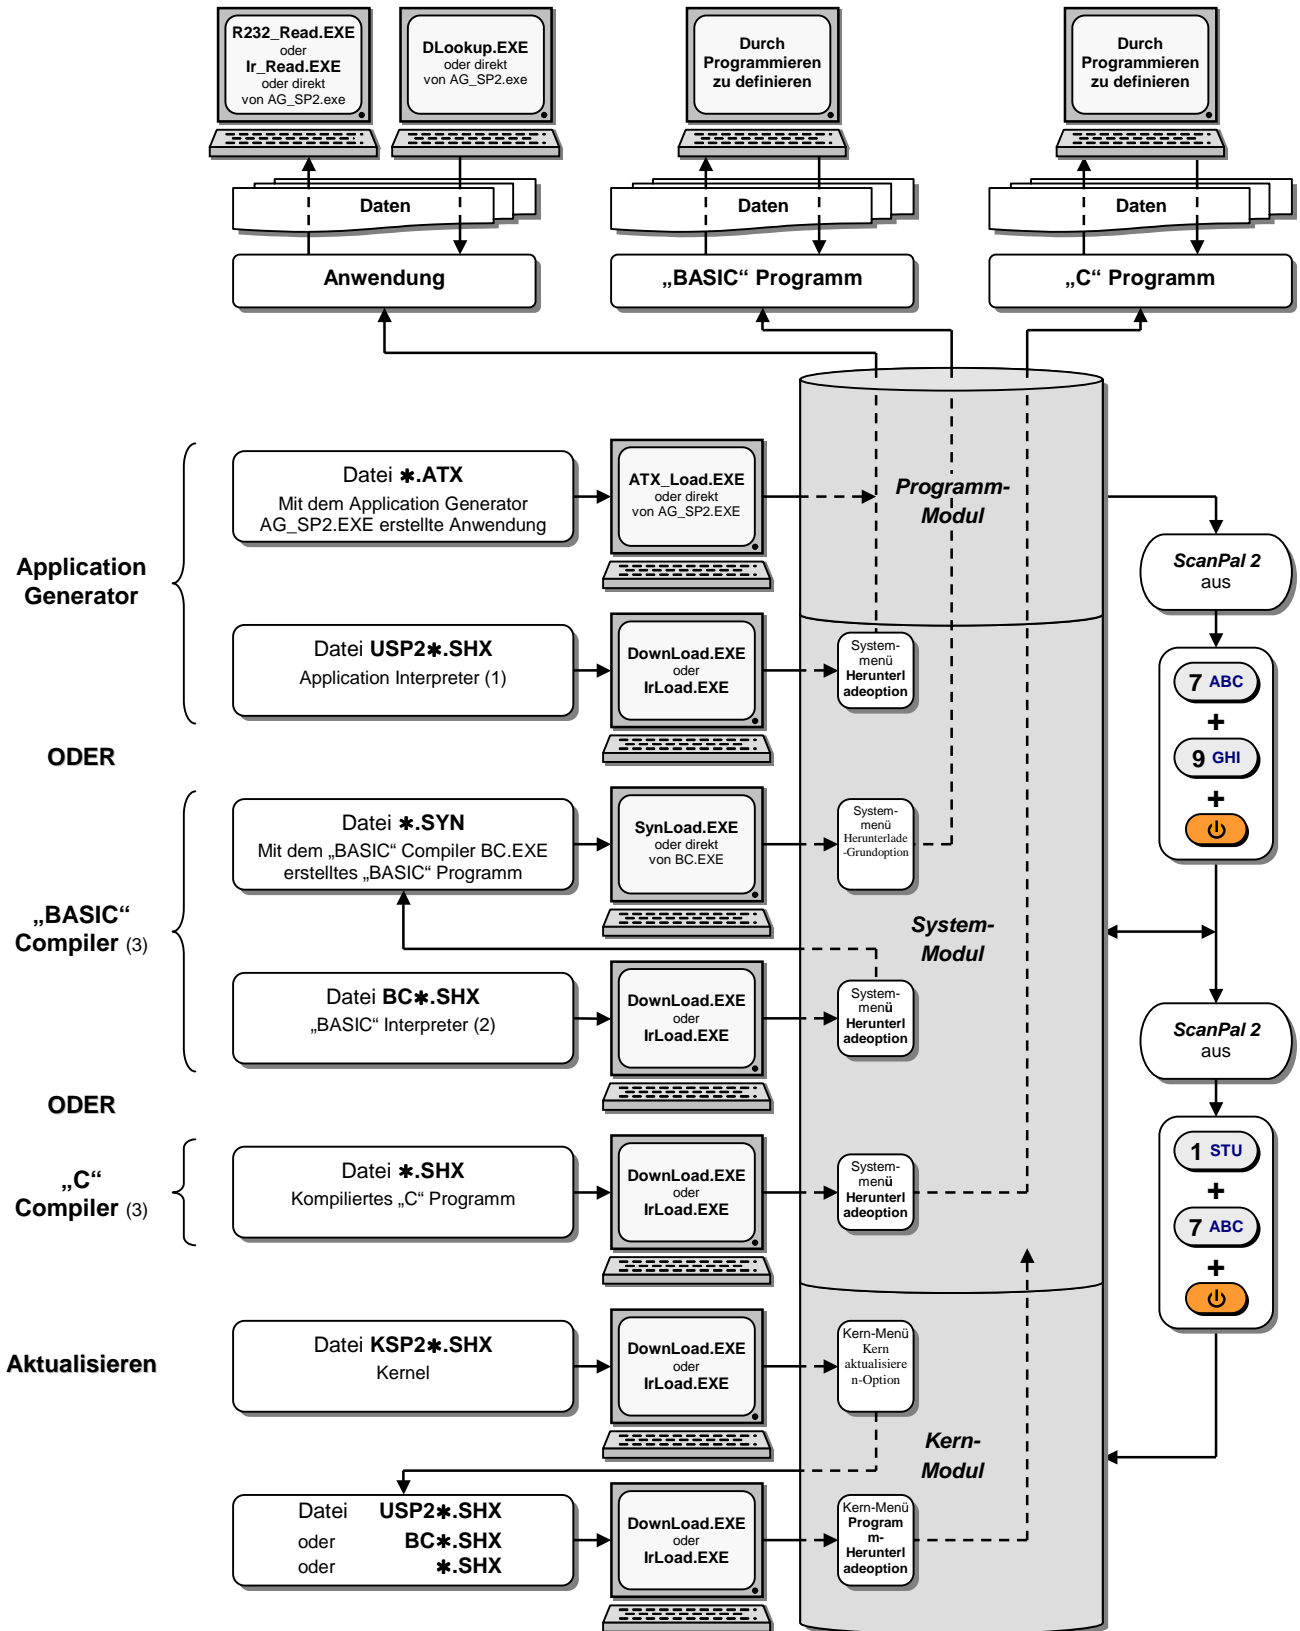 R232_Read.EXE
oder
Ir_Read.EXE
oder direkt
von AG_SP2.exe
DLookup.EXE
oder direkt
von AG_SP2.exe
Durch
Programmieren
zu definieren
Durch
Programmieren
zu definieren
Daten
Daten
Daten
Anwendung
„BASIC“ Programm
„C“ Programm
Application
Generator
Datei ✱.ATX
Mit dem Application Generator
AG_SP2.EXE erstellte Anwendung
ATX_Load.EXE
oder direkt
von AG_SP2.EXE
Programm-
Modul
ScanPal 2
aus
Datei USP2✱.SHX
Application Interpreter (1)
DownLoad.EXE
oder
IrLoad.EXE
System-
menü
Herunterl
adeoption
7 ABC
+
9 GHI
+
ODER
„BASIC“
Compiler (3)
Datei ✱.SYN
Mit dem „BASIC“ Compiler BC.EXE
erstelltes „BASIC“ Programm
SynLoad.EXE
oder direkt
von BC.EXE
System-
menü
Herunterlade
-Grundoption
System-
Modul
Datei BC✱.SHX
„BASIC“ Interpreter (2)
DownLoad.EXE
oder
IrLoad.EXE
System-
menü
Herunterl
adeoption
ScanPal 2
aus
ODER
„C“
Compiler (3)
Datei ✱.SHX
Kompiliertes „C“ Programm
DownLoad.EXE
oder
IrLoad.EXE
System-
menü
Herunterl
adeoption
1 STU
+
7 ABC
+
Aktualisieren
Datei KSP2✱.SHX
Kernel
DownLoad.EXE
oder
IrLoad.EXE
Kern-Menü
Kern
aktualisiere
n-Option
Kern-
Modul
Datei USP2✱.SHX
oder BC✱.SHX
oder ✱.SHX
DownLoad.EXE
oder
IrLoad.EXE
Kern-Menü
Program
m-
Herunterl
adeoption